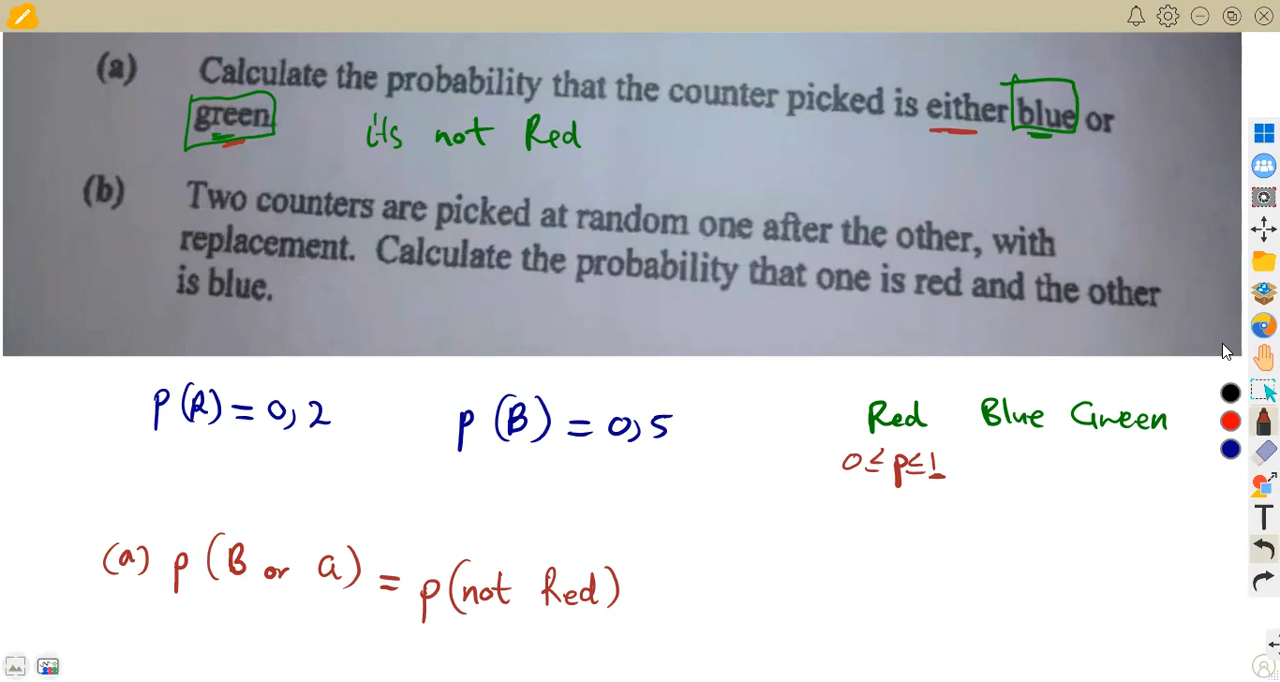 (a) Calculate the probability that the counter picked is either blue or
green. its not Red
(b) Two counters are picked at random one after the other, with
replacement. Calculate the probability that one is red and the other
is blue.
P(R) = 0,2 P(B) = 0,5 Red Blue Green
0 ≤ p ≤ 1
(a) P(B or G) = P(not Red)